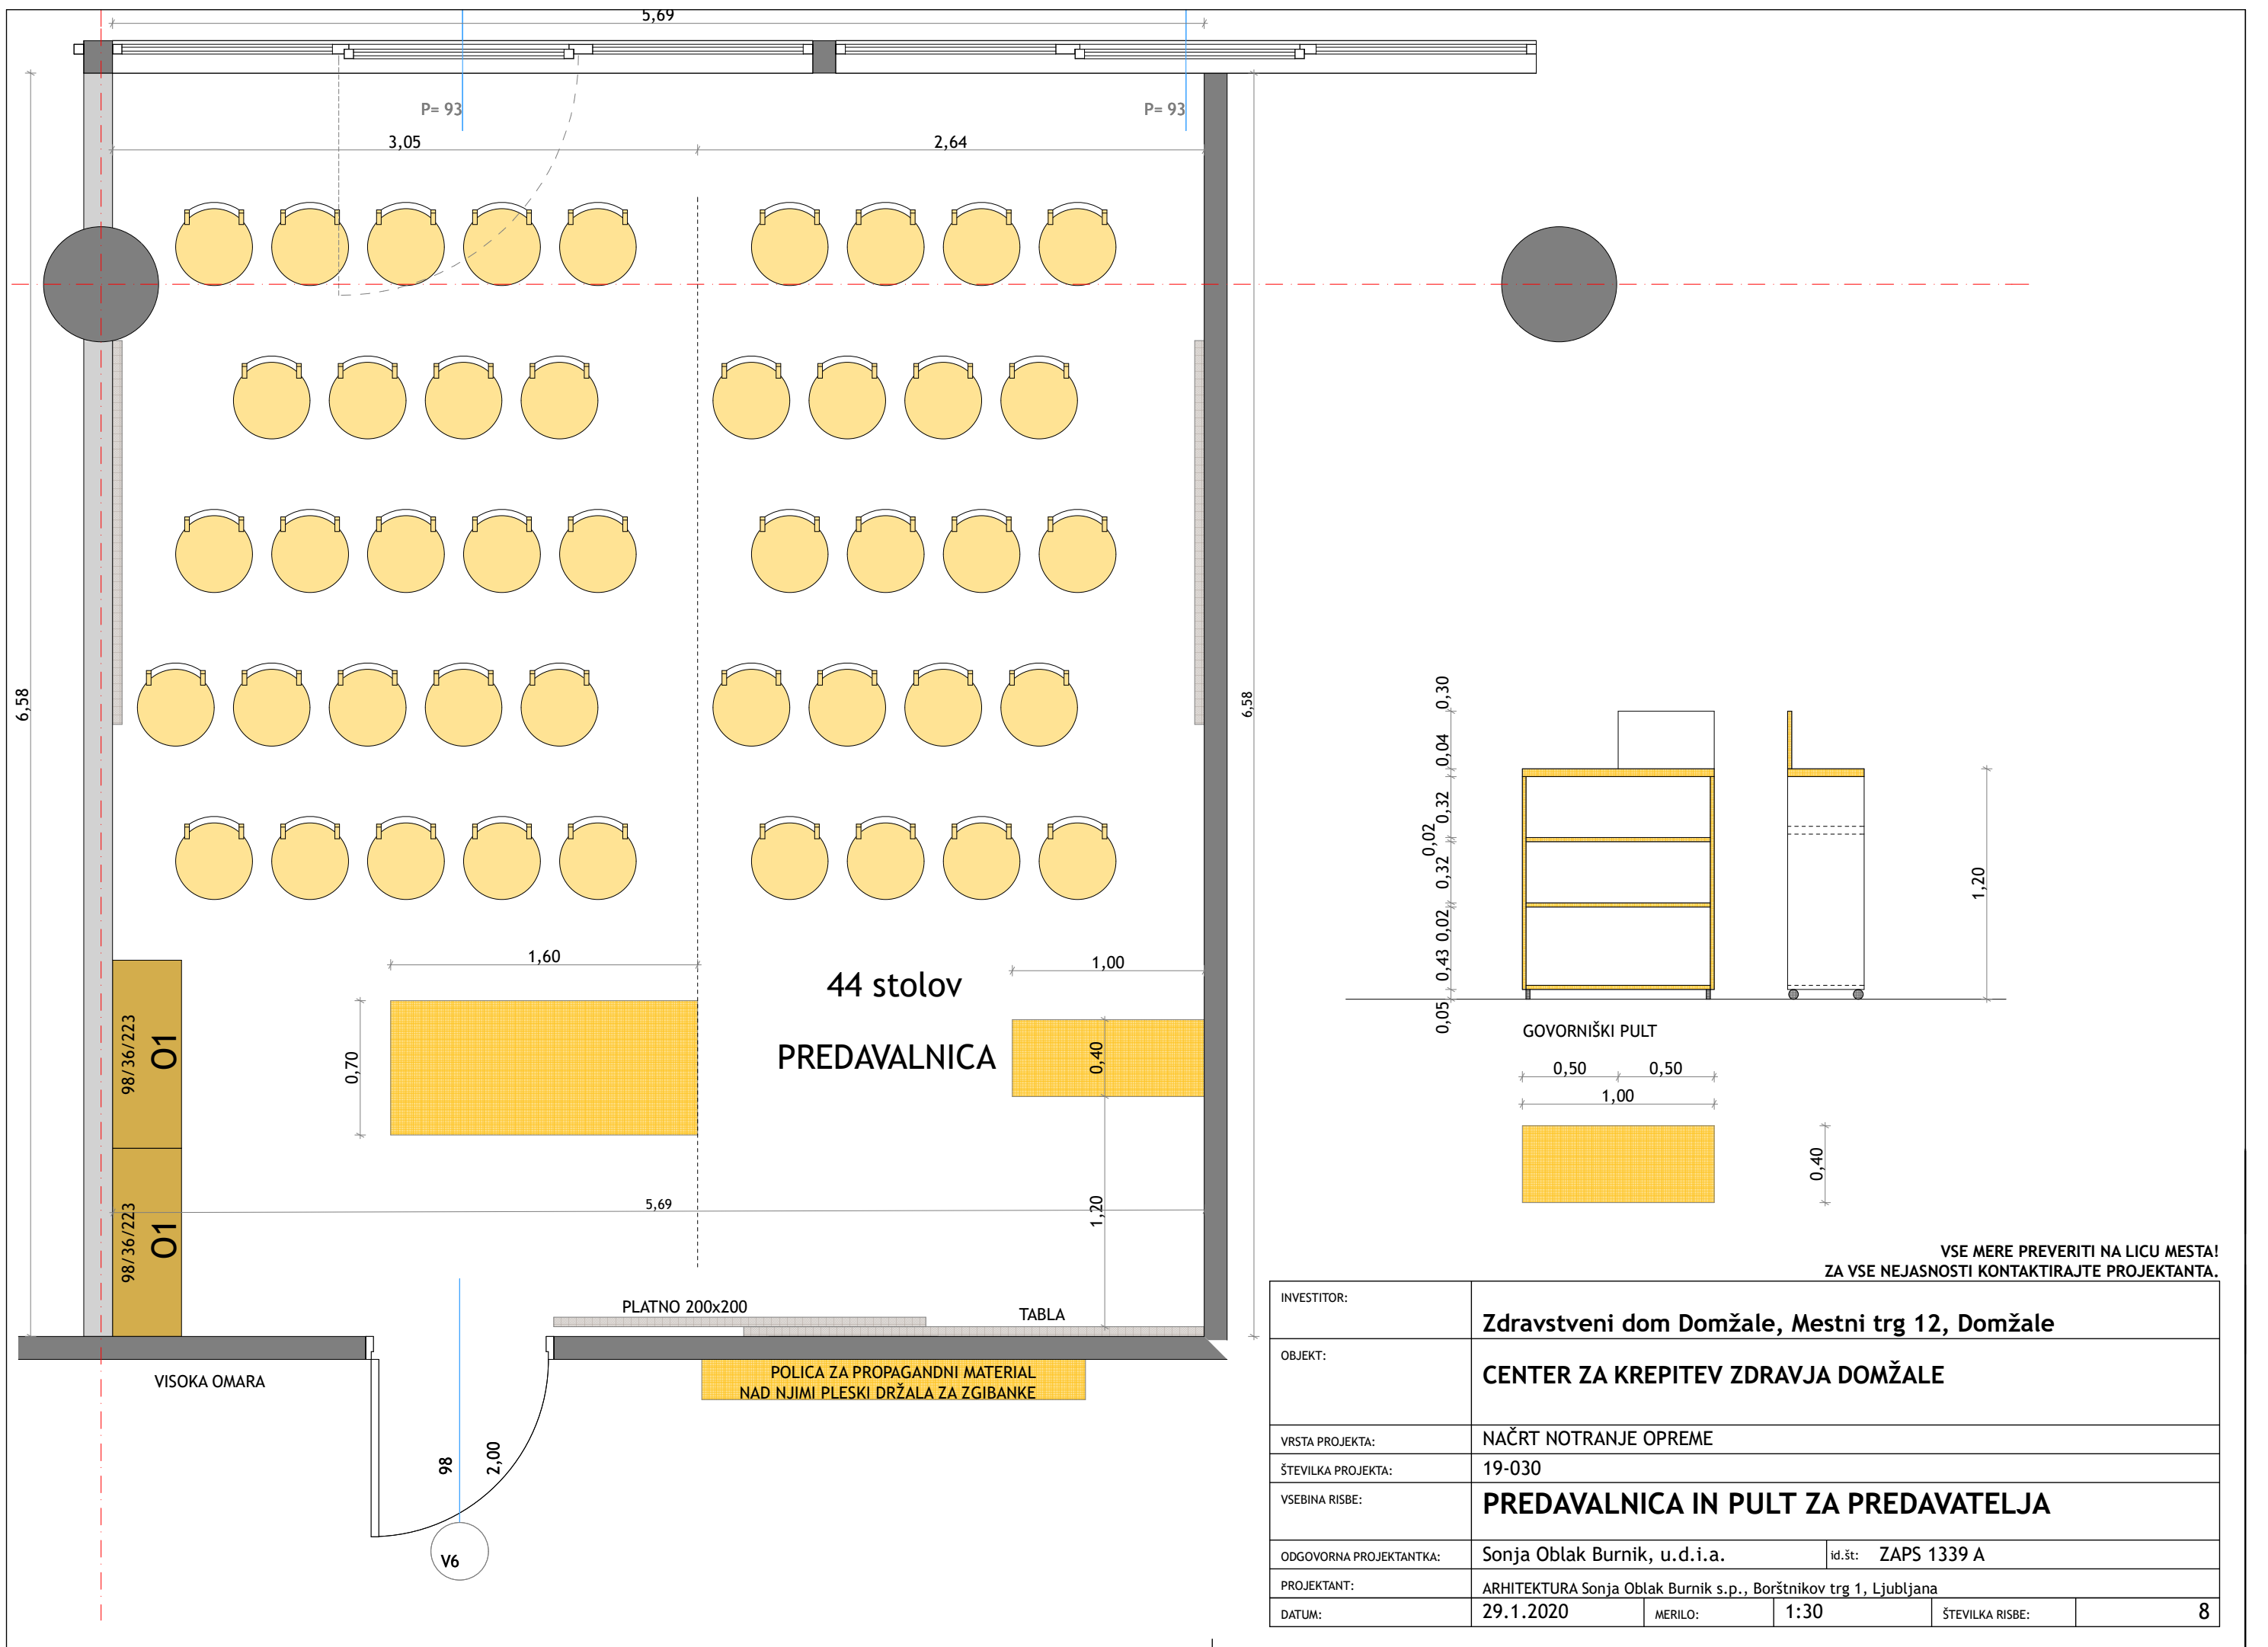 5,69
P= 93
P= 93
3,05
2,64
6,58
6,58
1,60
44 stolov
1,00
0,70
PREDAVALNICA
0,40
98/36/223
O1
98/36/223
O1
5,69
1,20
PLATNO 200x200
TABLA
VISOKA OMARA
POLICA ZA PROPAGANDNI MATERIAL
NAD NJIMI PLESKI DRŽALA ZA ZGIBANKE
98
2,00
V6
0,30
0,04
0,32
0,02
0,32
0,02
0,43
0,05
1,20
GOVORNIŠKI PULT
0,50
0,50
1,00
0,40
VSE MERE PREVERITI NA LICU MESTA!
ZA VSE NEJASNOSTI KONTAKTIRAJTE PROJEKTANTA.
INVESTITOR:
Zdravstveni dom Domžale, Mestni trg 12, Domžale
OBJEKT:
CENTER ZA KREPITEV ZDRAVJA DOMŽALE
VRSTA PROJEKTA: NAČRT NOTRANJE OPREME
ŠTEVILKA PROJEKTA: 19-030
VSEBINA RISBE: PREDAVALNICA IN PULT ZA PREDAVATELJA
ODGOVORNA PROJEKTANTKA: Sonja Oblak Burnik, u.d.i.a. id.št: ZAPS 1339 A
PROJEKTANT: ARHITEKTURA Sonja Oblak Burnik s.p., Borštnikov trg 1, Ljubljana
DATUM: 29.1.2020 MERILO: 1:30 ŠTEVILKA RISBE: 8